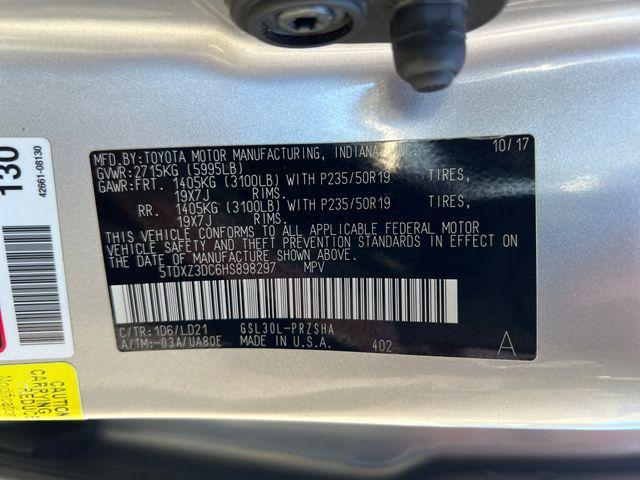 130
42661-08130
MFD.BY:TOYOTA MOTOR MANUFACTURING, INDIANA, INC. 10/17
GVWR:2715KG (5995LB)
GAWR:FRT. 1405KG (3100LB) WITH P235/50R19 TIRES,
19X7J RIMS,
RR. 1405KG (3100LB) WITH P235/50R19 TIRES,
19X7J RIMS.
THIS VEHICLE CONFORMS TO ALL APPLICABLE FEDERAL MOTOR
VEHICLE SAFETY AND THEFT PREVENTION STANDARDS IN EFFECT ON
THE DATE OF MANUFACTURE SHOWN ABOVE.
5TDXZ3DC6HS898297 MPV
C/TR:1D6/LD21 GSL30L-PRZSHA
A/TM:-03A/UA80E MADE IN U.S.A. 402 A
CAUTION
CARRYING
REDUCE